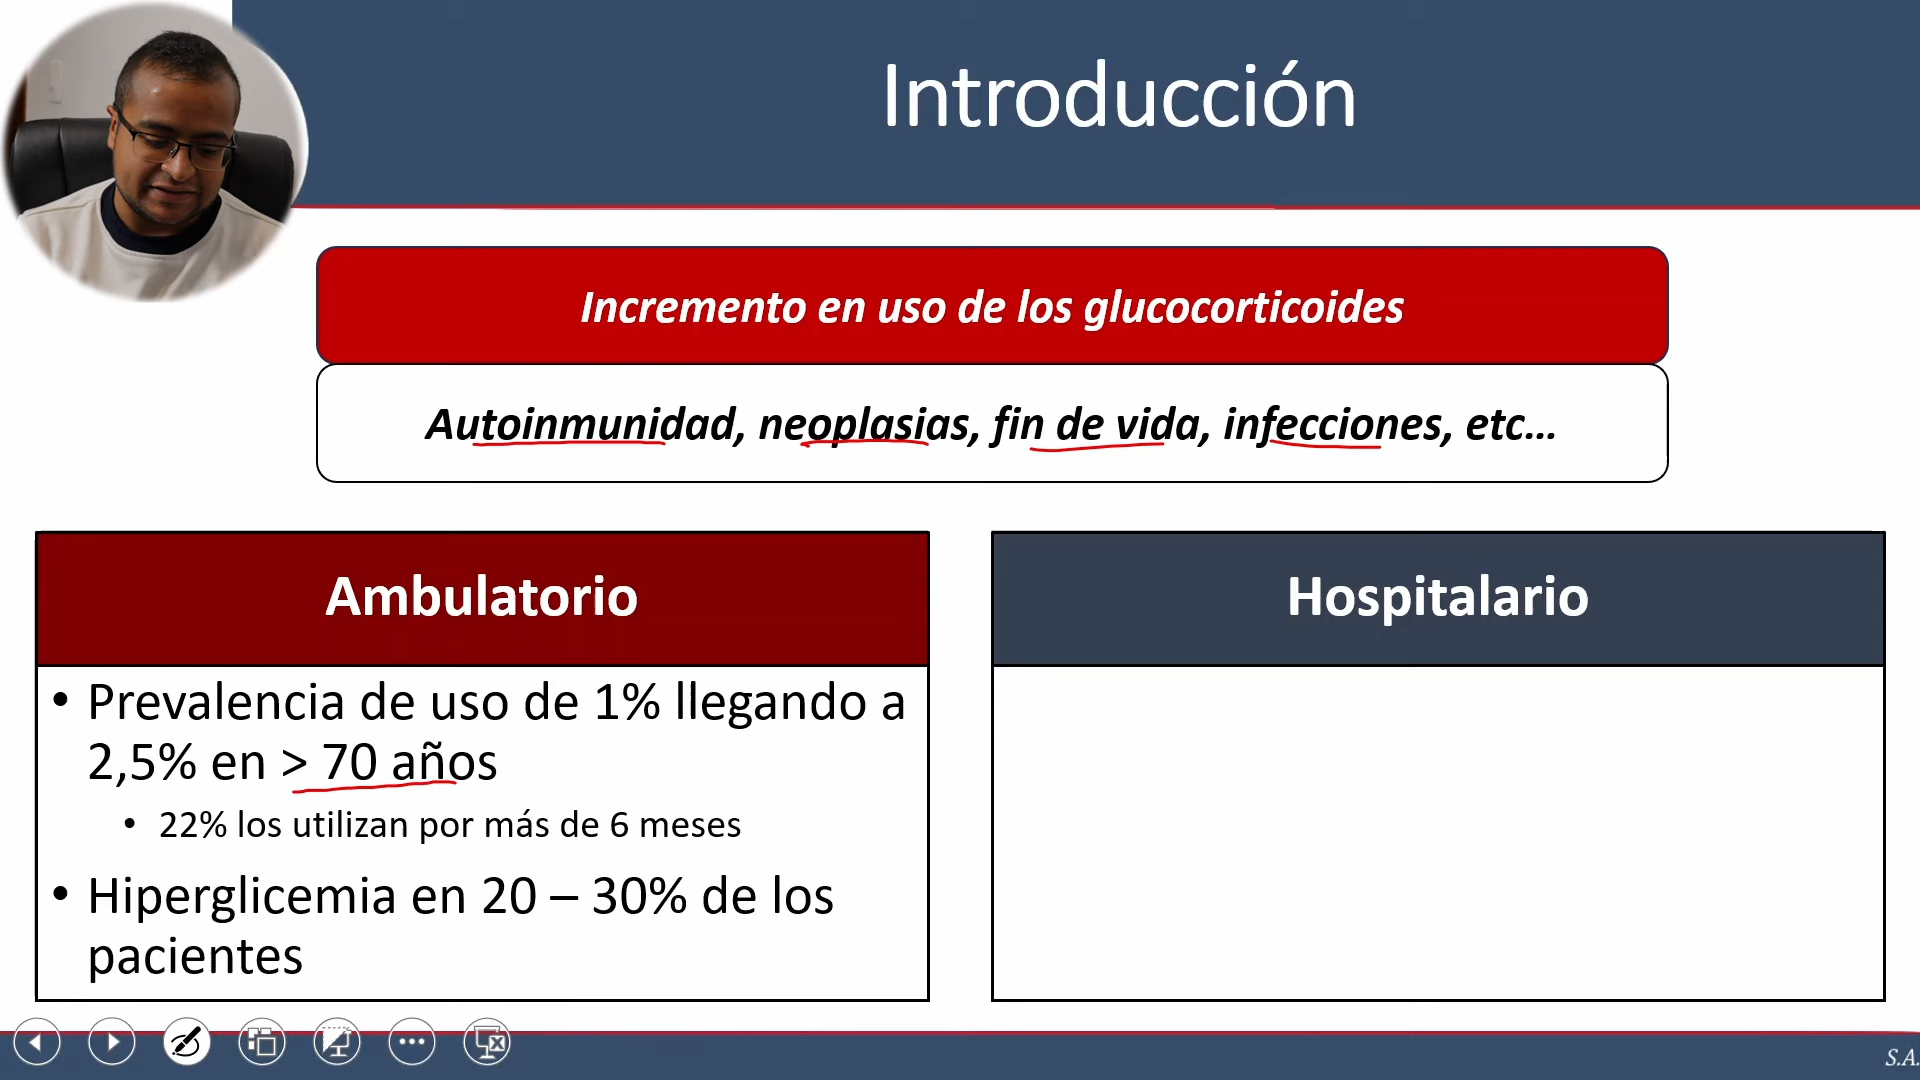 Introducción
Incremento en uso de los glucocorticoides
Autoinmunidad, neoplasias, fin de vida, infecciones, etc...
Ambulatorio
• Prevalencia de uso de 1% llegando a
2,5% en > 70 años
• 22% los utilizan por más de 6 meses
• Hiperglicemia en 20 – 30% de los
pacientes
Hospitalario
S.A.